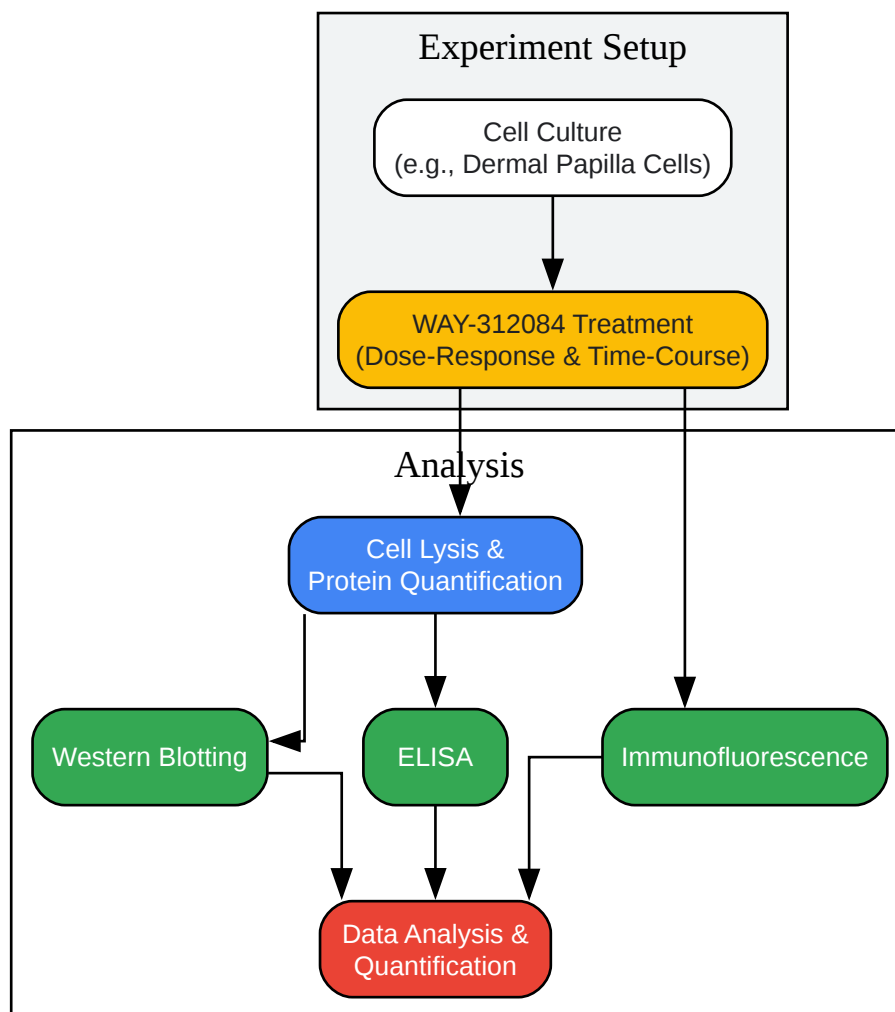 Experiment Setup
Cell Culture
(e.g., Dermal Papilla Cells)
WAY-312084 Treatment
(Dose-Response & Time-Course)
Analysis
Cell Lysis &
Protein Quantification
Western Blotting
ELISA
Immunofluorescence
Data Analysis &
Quantification